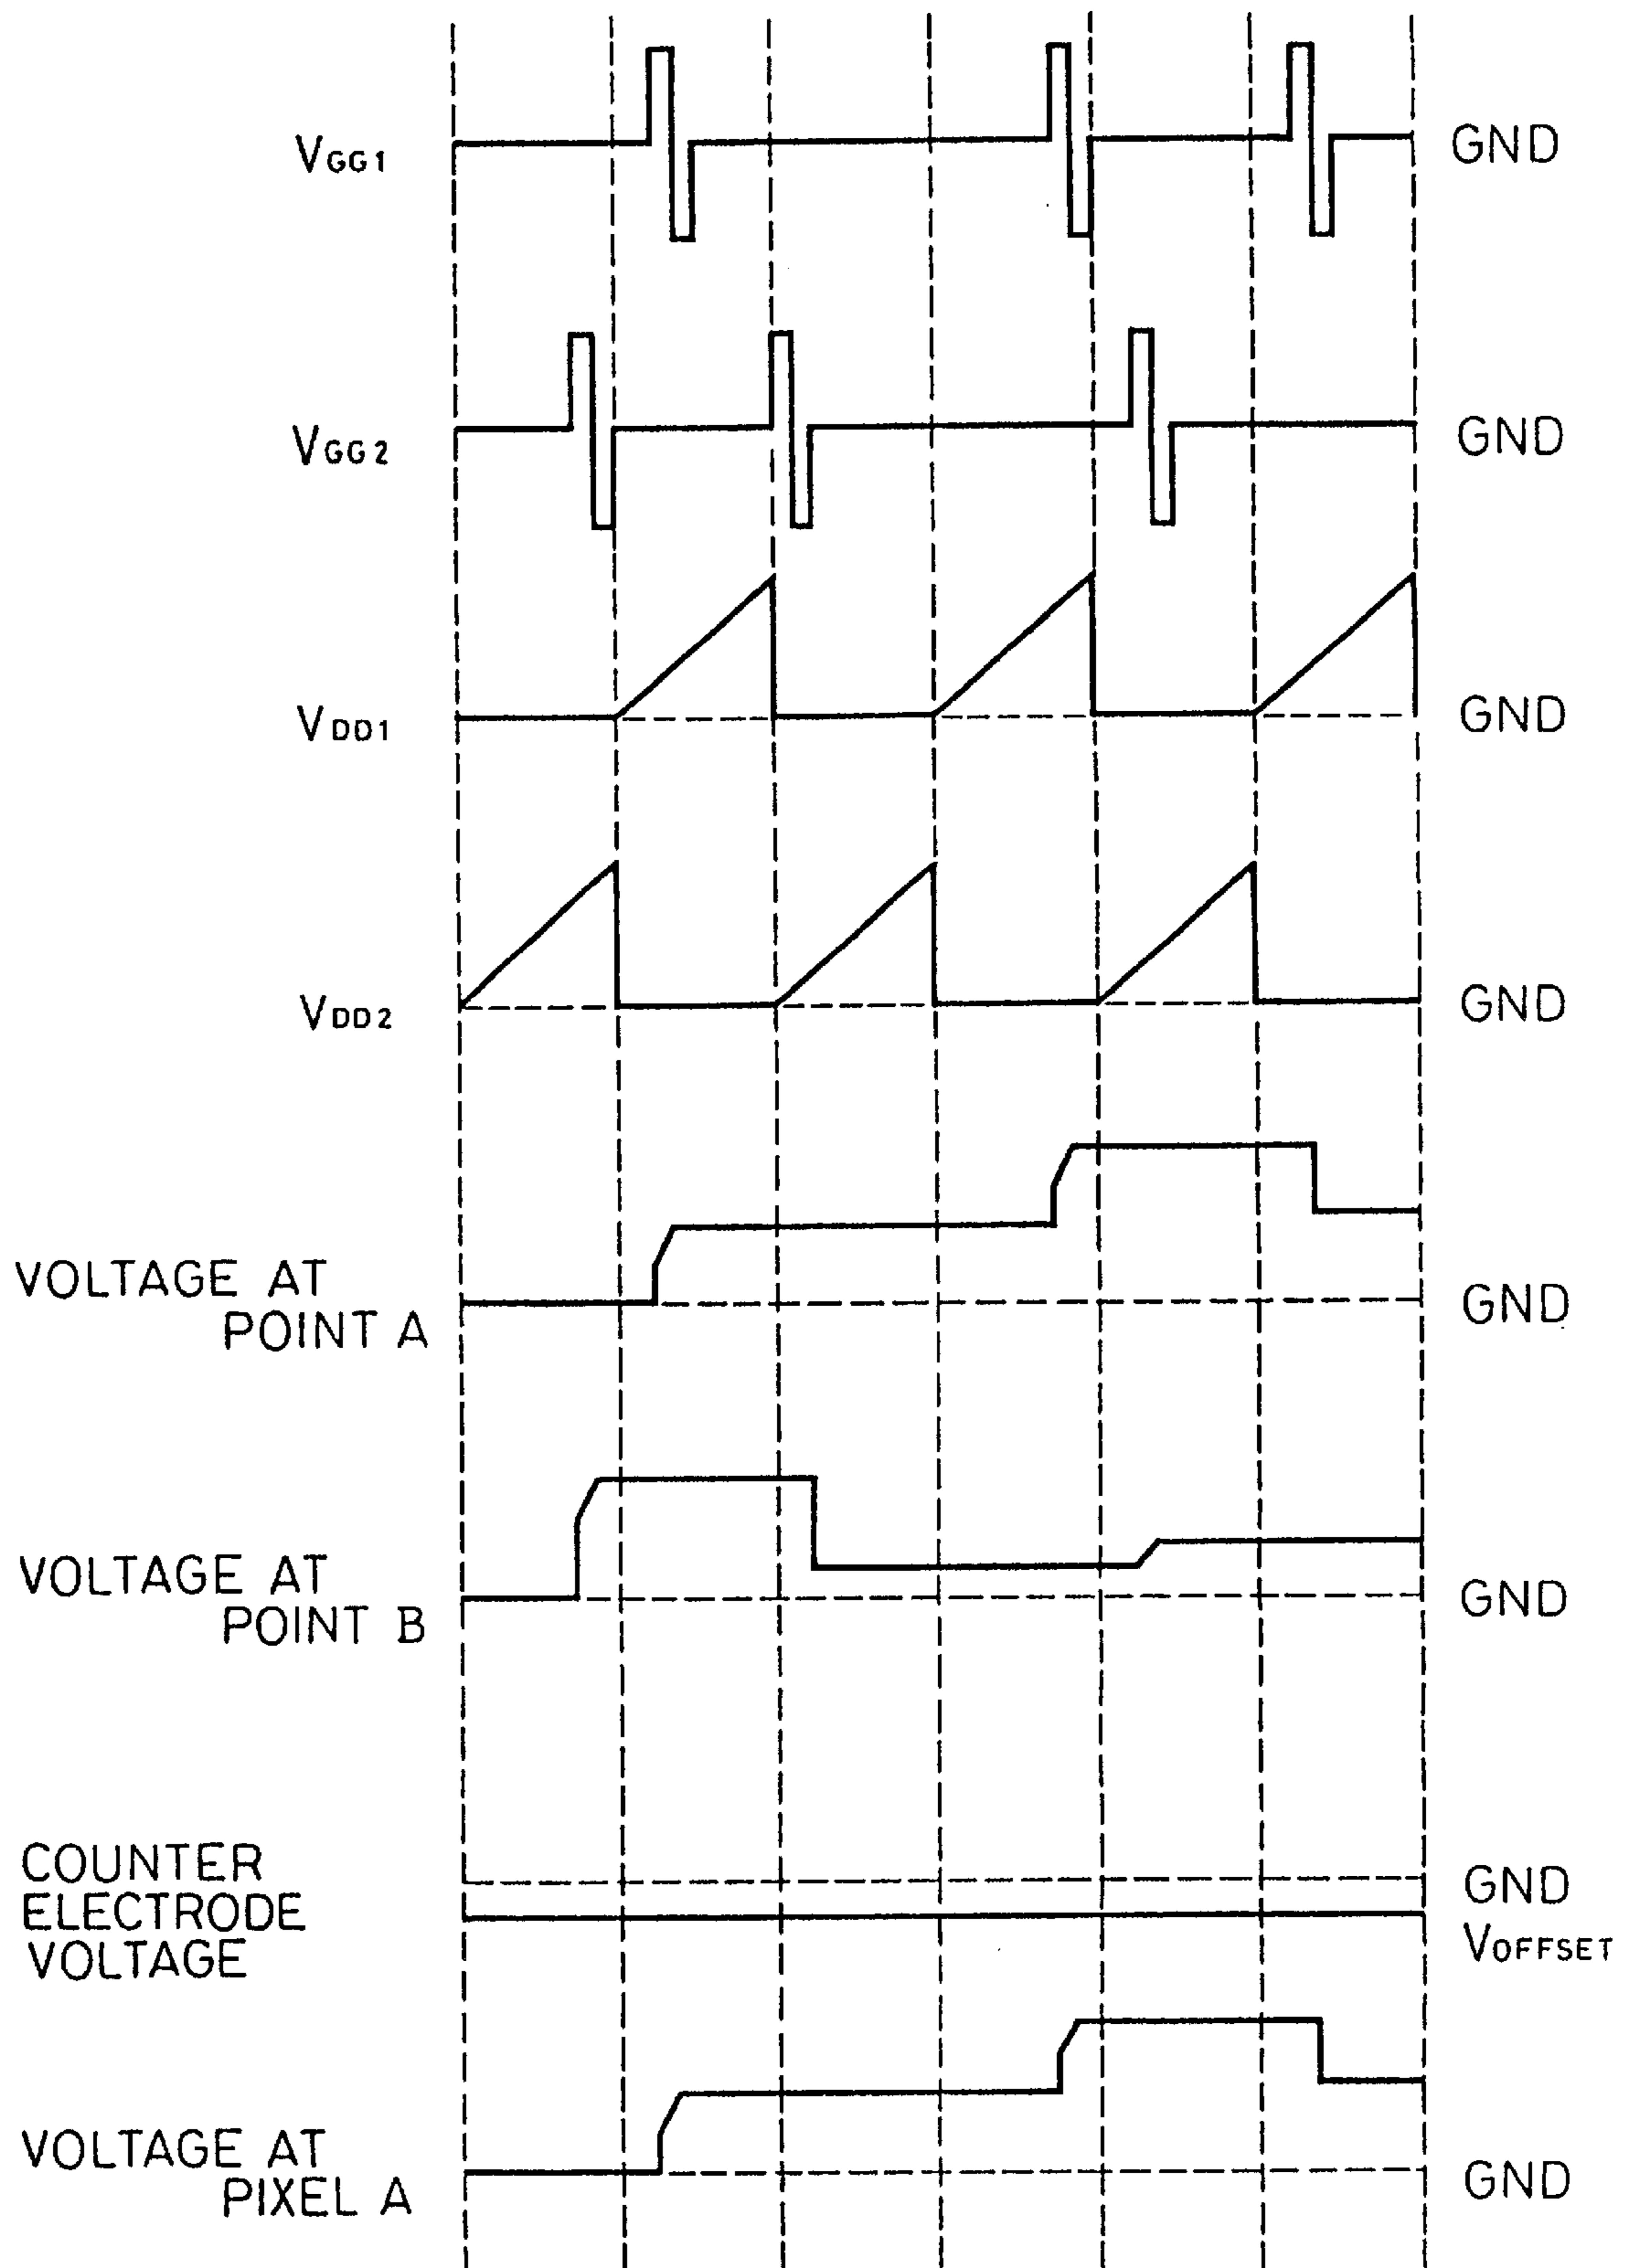 VGG1 GND
VGG2 GND
VDD1 GND
VDD2 GND
VOLTAGE AT
POINT A GND
VOLTAGE AT
POINT B GND
COUNTER
ELECTRODE
VOLTAGE
GND
VOFFSET
VOLTAGE AT
PIXEL A GND